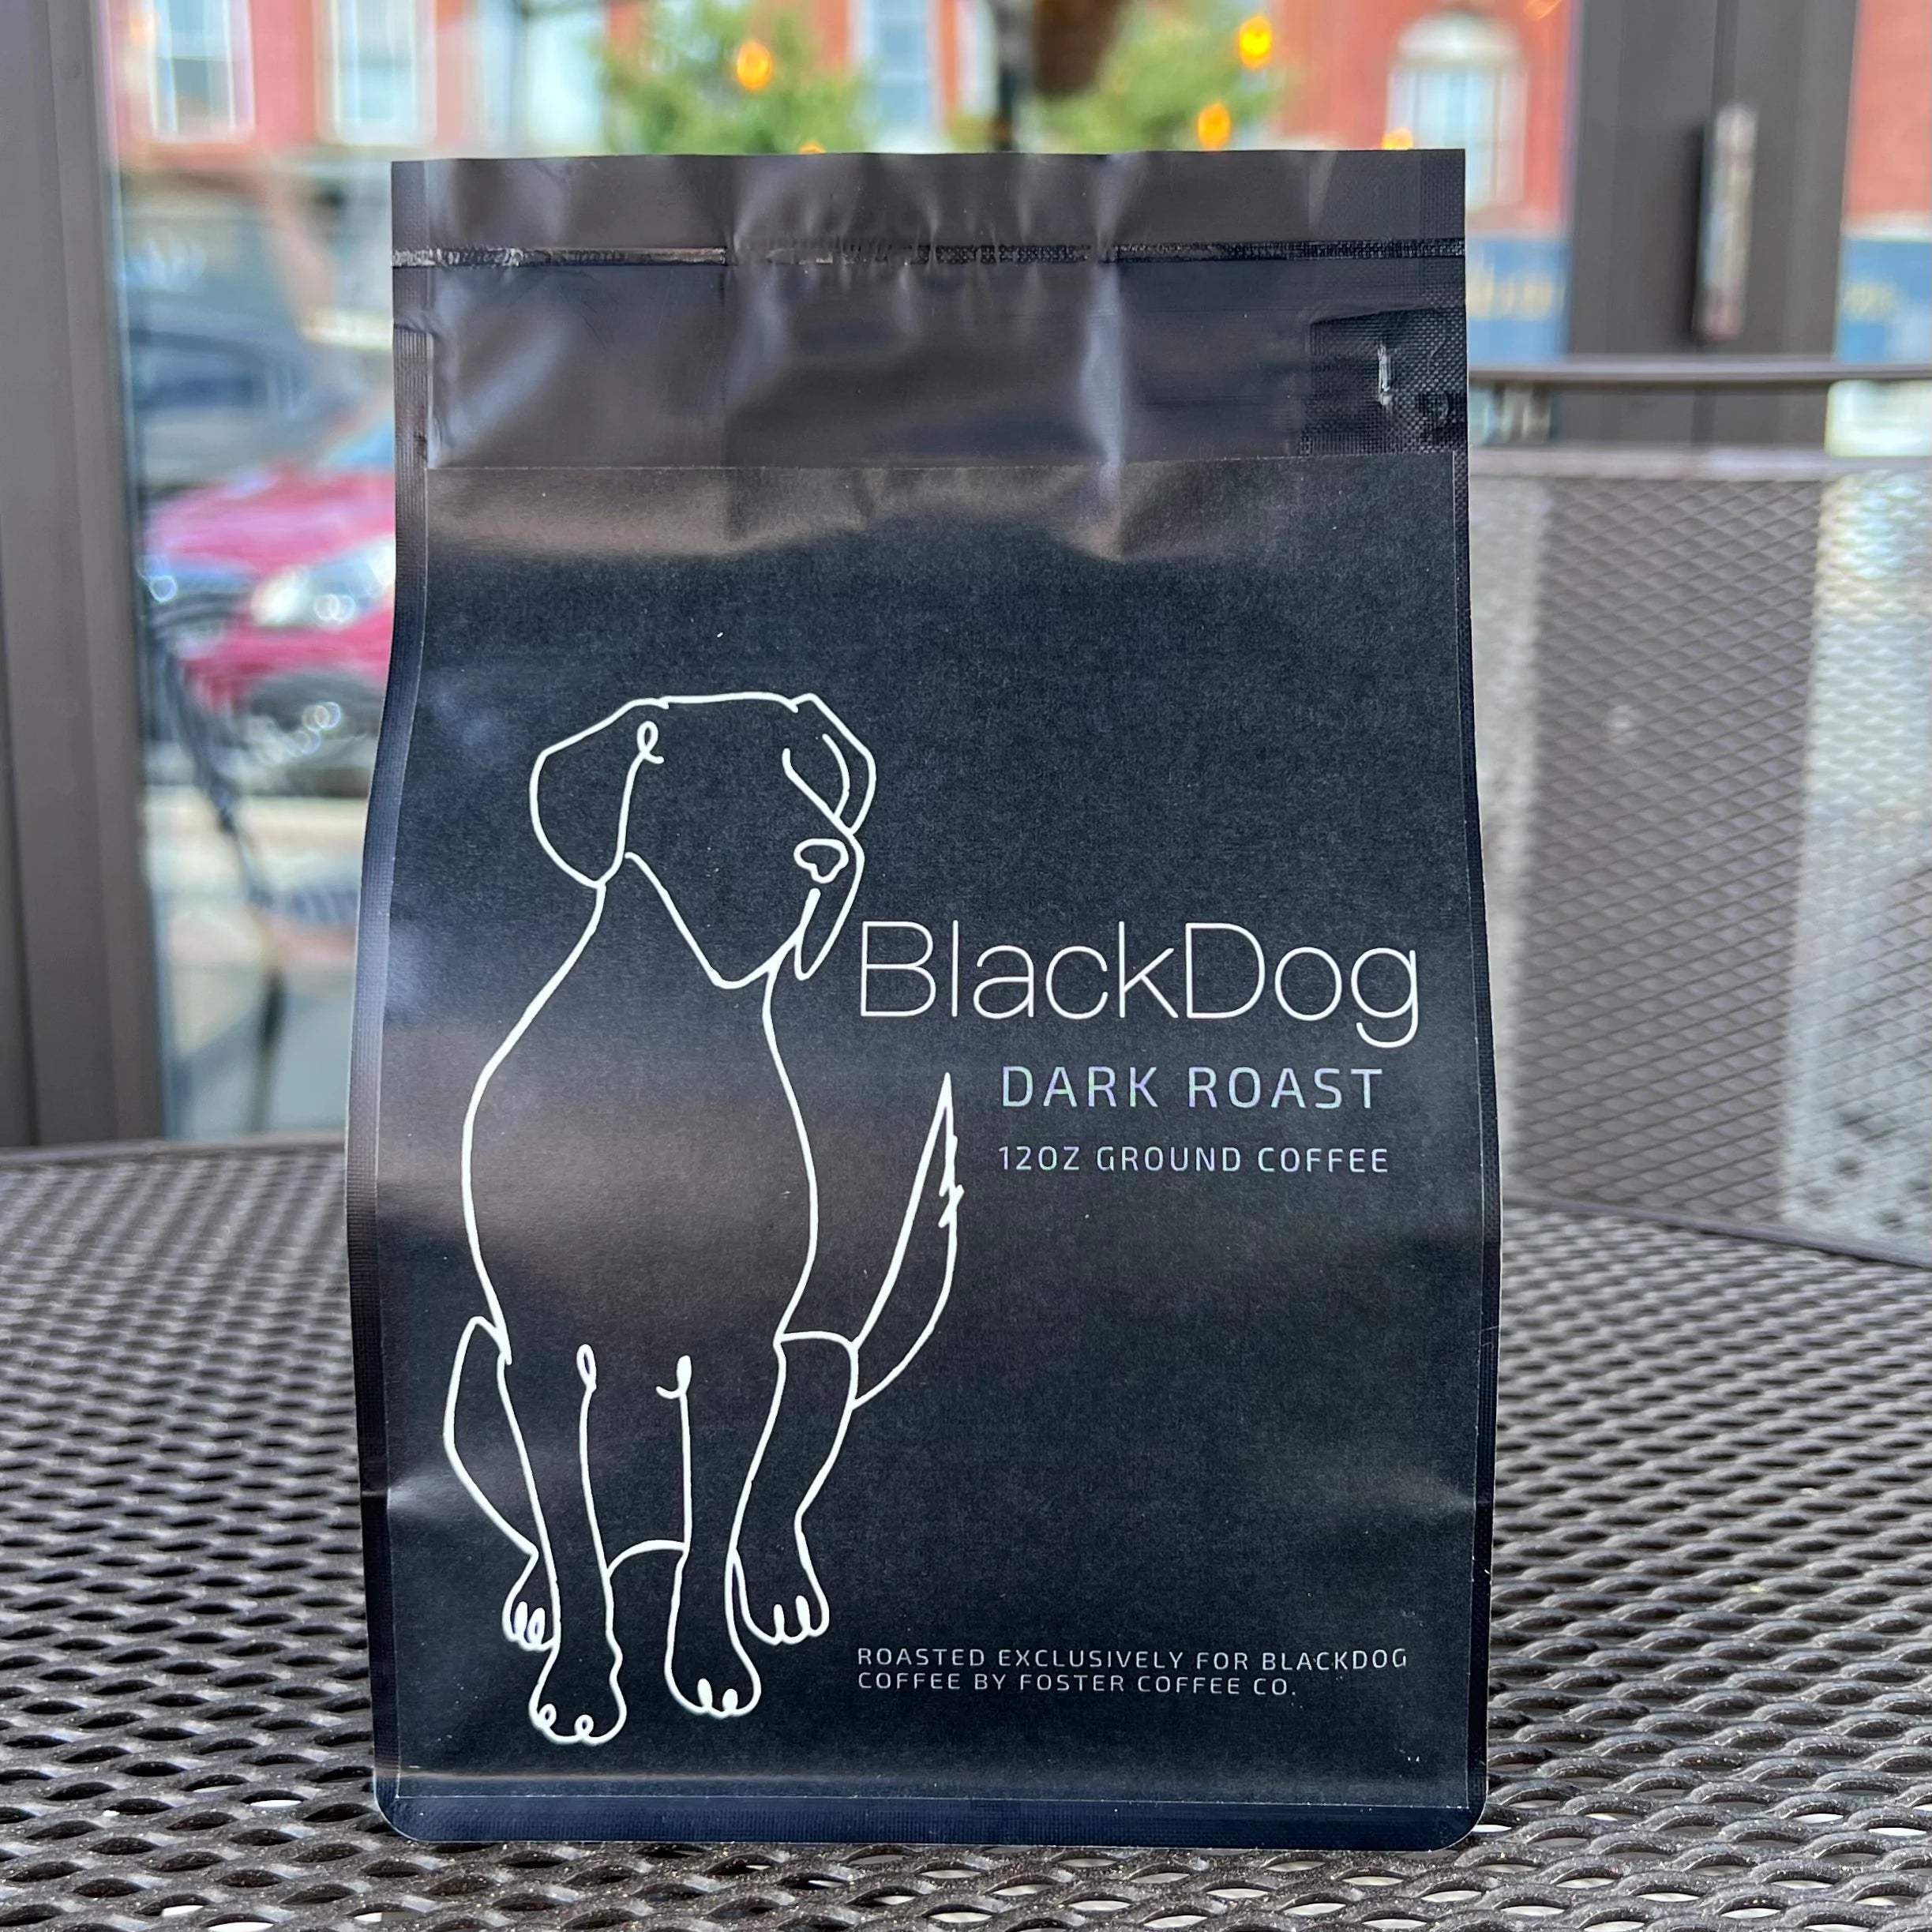 BlackDog
DARK ROAST
12OZ GROUND COFFEE
ROASTED EXCLUSIVELY FOR BLACKDOG
COFFEE BY FOSTER COFFEE CO.